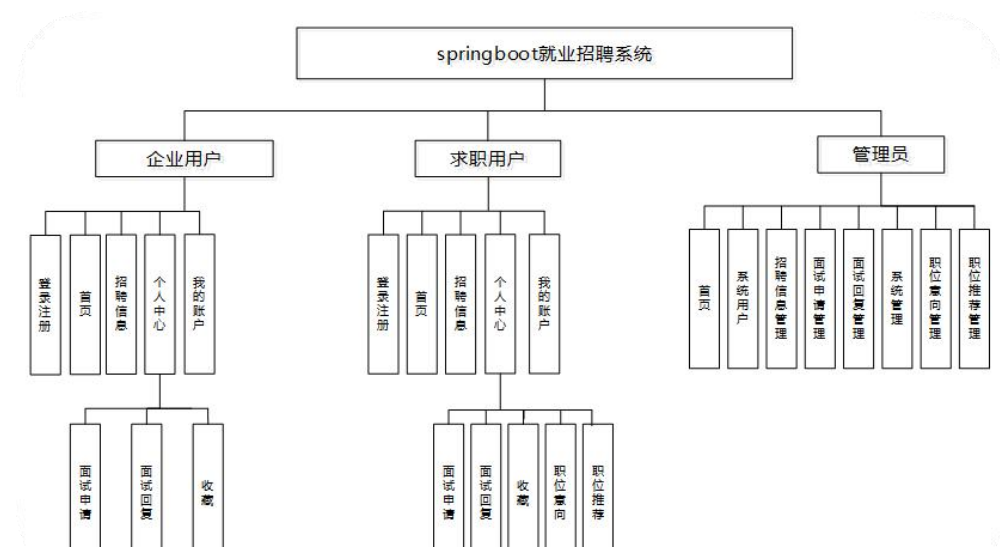 springboot就业招聘系统
企业用户
求职用户
管理员
登录注册
首页
招聘信息
个人中心
我的账户
登录注册
首页
招聘信息
个人中心
我的账户
首页
系统用户
招聘信息管理
面试申请管理
面试回复管理
系统管理
职位意向管理
职位推荐管理
面试申请
面试回复
收藏
面试申请
面试回复
收藏
职位意向
职位推荐